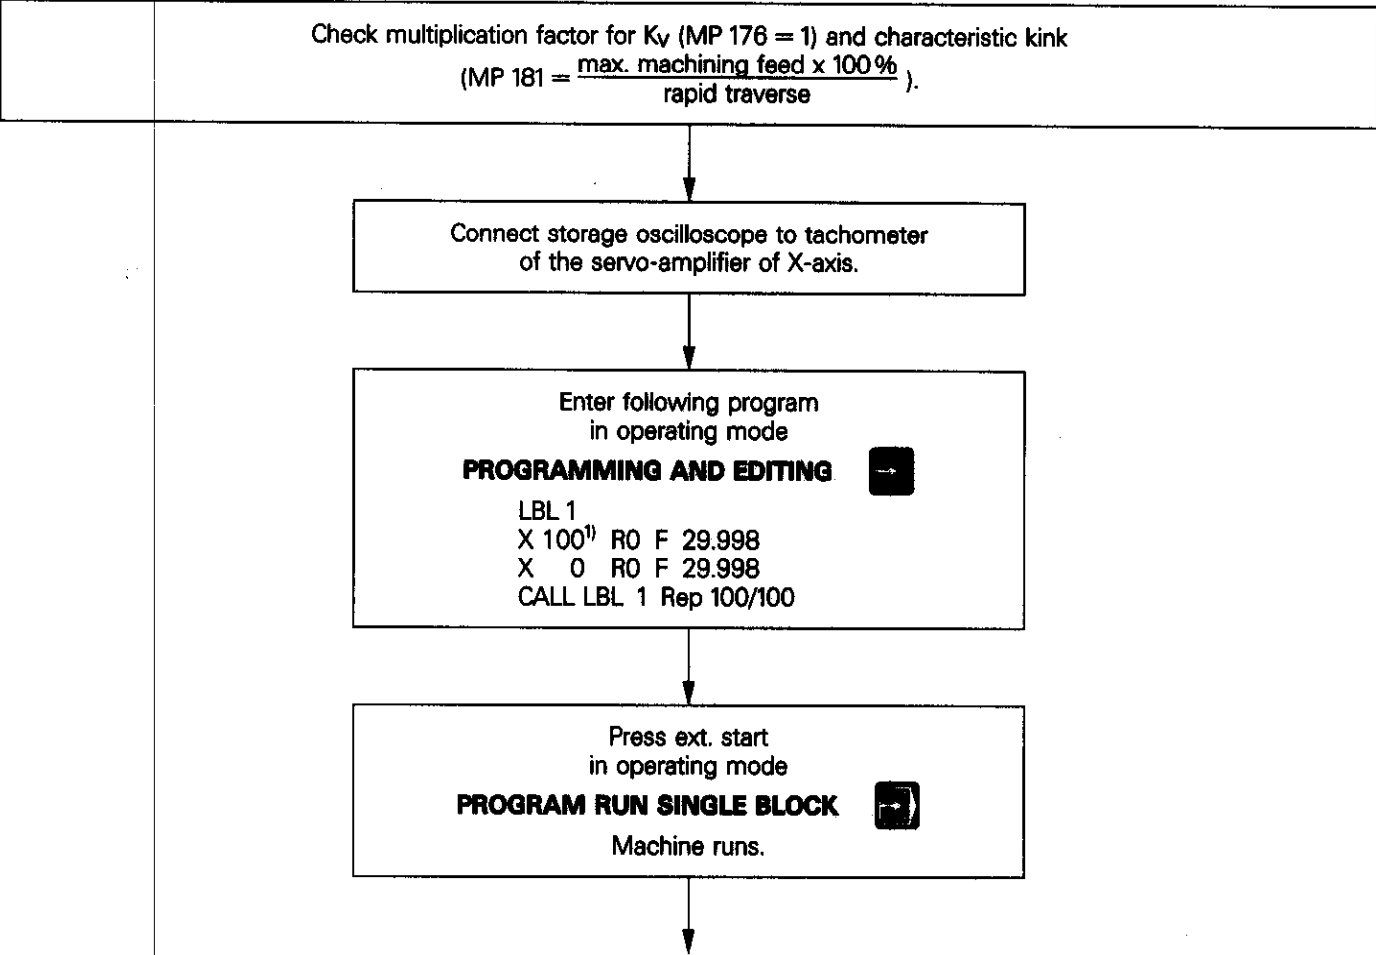 Check multiplication factor for Kv (MP 176 = 1) and characteristic kink
(MP 181 = max. machining feed x 100% ).
rapid traverse
Connect storage oscilloscope to tachometer
of the servo-amplifier of X-axis.
Enter following program
in operating mode
PROGRAMMING AND EDITING
LBL 1
X 100¹⁾ R0 F 29.998
X 0 R0 F 29.998
CALL LBL 1 Rep 100/100
Press ext. start
in operating mode
PROGRAM RUN SINGLE BLOCK
Machine runs.